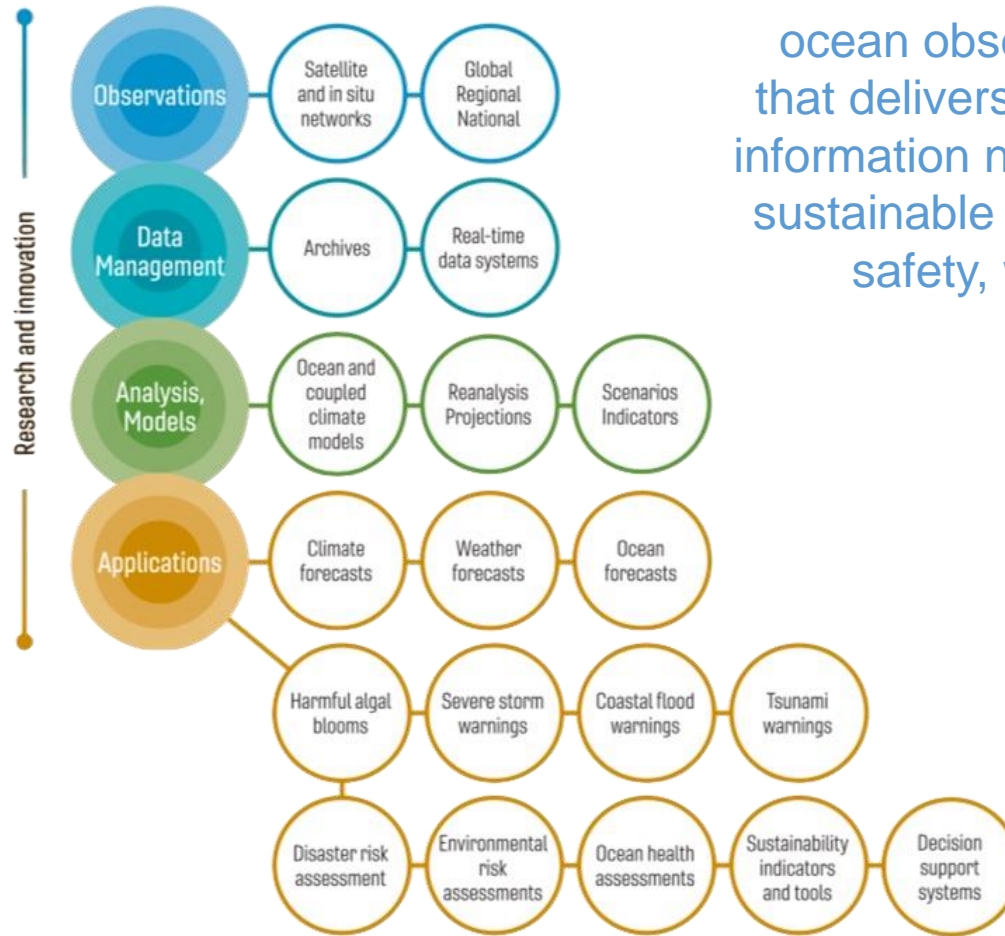 ocean obse
that delivers
information n
sustainable
safety,
Research and innovation
Observations
Satellite
and in situ
networks
Global
Regional
National
Data
Management
Archives
Real-time
data systems
Analysis,
Models
Ocean and
coupled
climate
models
Reanalysis
Projections
Scenarios
Indicators
Applications
Climate
forecasts
Weather
forecasts
Ocean
forecasts
Harmful algal
blooms
Severe storm
warnings
Coastal flood
warnings
Tsunami
warnings
Disaster risk
assessment
Environmental
risk
assessments
Ocean health
assessments
Sustainability
indicators
and tools
Decision
support
systems